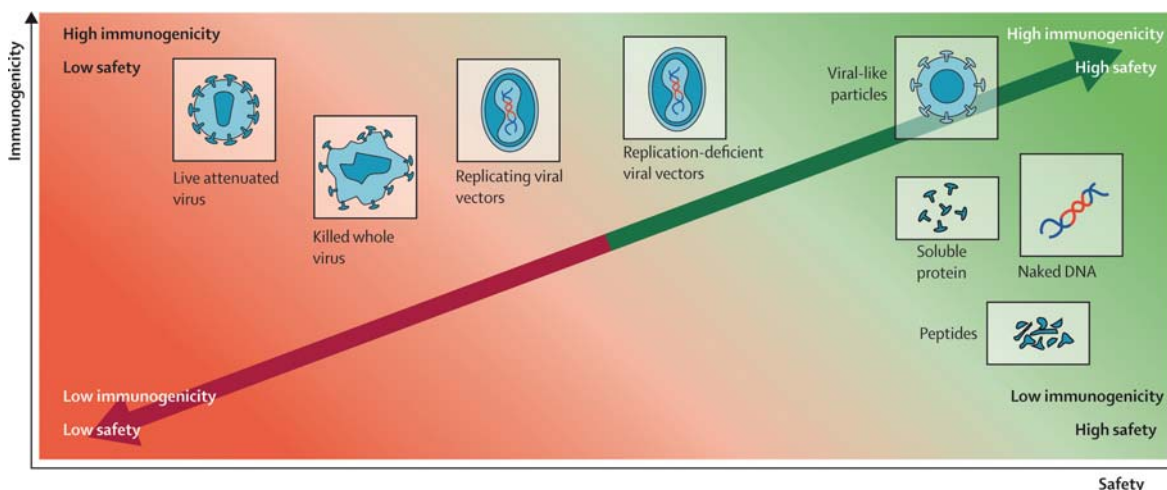 Immunogenicity
High immunogenicity
Low safety
Live attenuated
virus
Killed whole
virus
Replicating viral
vectors
Replication-deficient
viral vectors
Viral-like
particles
High immunogenicity
High safety
Soluble
protein
Naked DNA
Peptides
Low immunogenicity
Low safety
Low immunogenicity
High safety
Safety